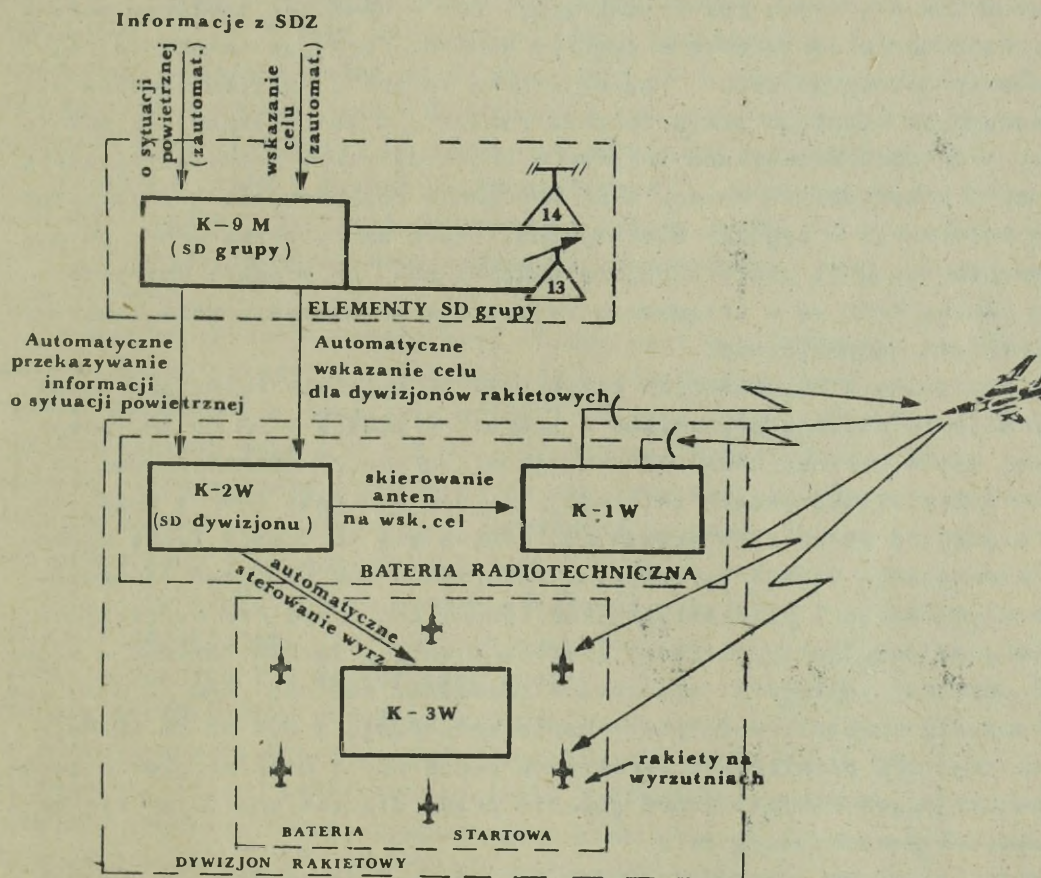 Informacje z SDZ
o sytuacji
powietrznej
(zautomat.)
wskazanie
celu
(zautomat.)
K-9 M
(SD grupy)
14
13
ELEMENTY SD grupy
Automatyczne
przekazywanie
informacji
o sytuacji powietrznej
Automatyczne
wskazanie celu
dla dywizjonów rakietowych
K-2W
(SD dywizjonu)
skierowanie
anten
na wsk. cel
K-1W
BATERIA RADIOTECHNICZNA
automatyczne
sterowanie wyrz.
K-3W
rakiety na
wyrzutniach
BATERIA STARTOWA
DYWIZJON RAKIETOWY